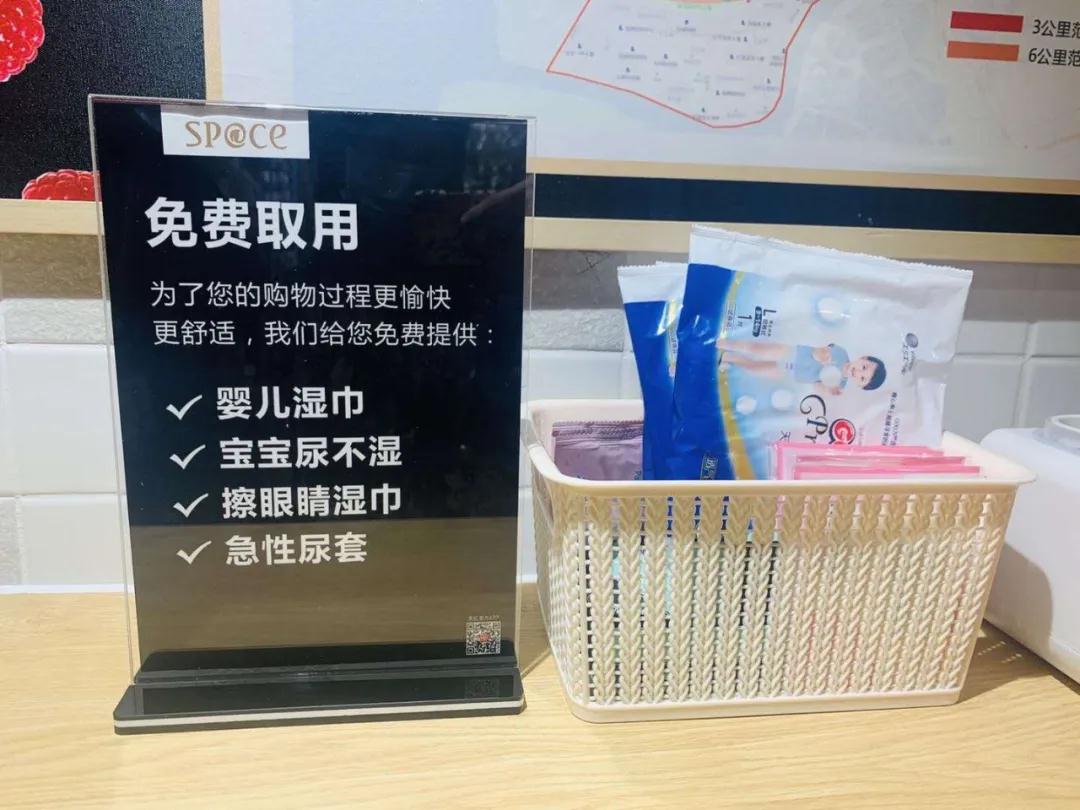 SP@CE
免费取用
为了您的购物过程更愉快
更舒适，我们给您免费提供：
✓ 婴儿湿巾
✓ 宝宝尿不湿
✓ 擦眼睛湿巾
✓ 急性尿套
3公里范
6公里范
L
1片